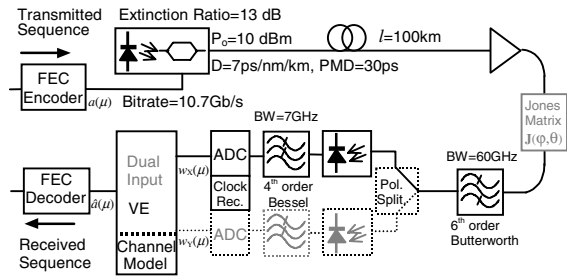 Transmitted
Sequence
Extinction Ratio=13 dB
Po=10 dBm
l=100km
D=7ps/nm/km, PMD=30ps
FEC
Encoder
a(μ)
Bitrate=10.7Gb/s
Jones
Matrix
J(φ,θ)
BW=7GHz
BW=60GHz
Dual
Input
VE
Channel
Model
wX(μ)
ADC
Clock
Rec.
4th order
Bessel
Pol.
Split.
FEC
Decoder
â(μ)
wY(μ)
ADC
6th order
Butterworth
Received
Sequence